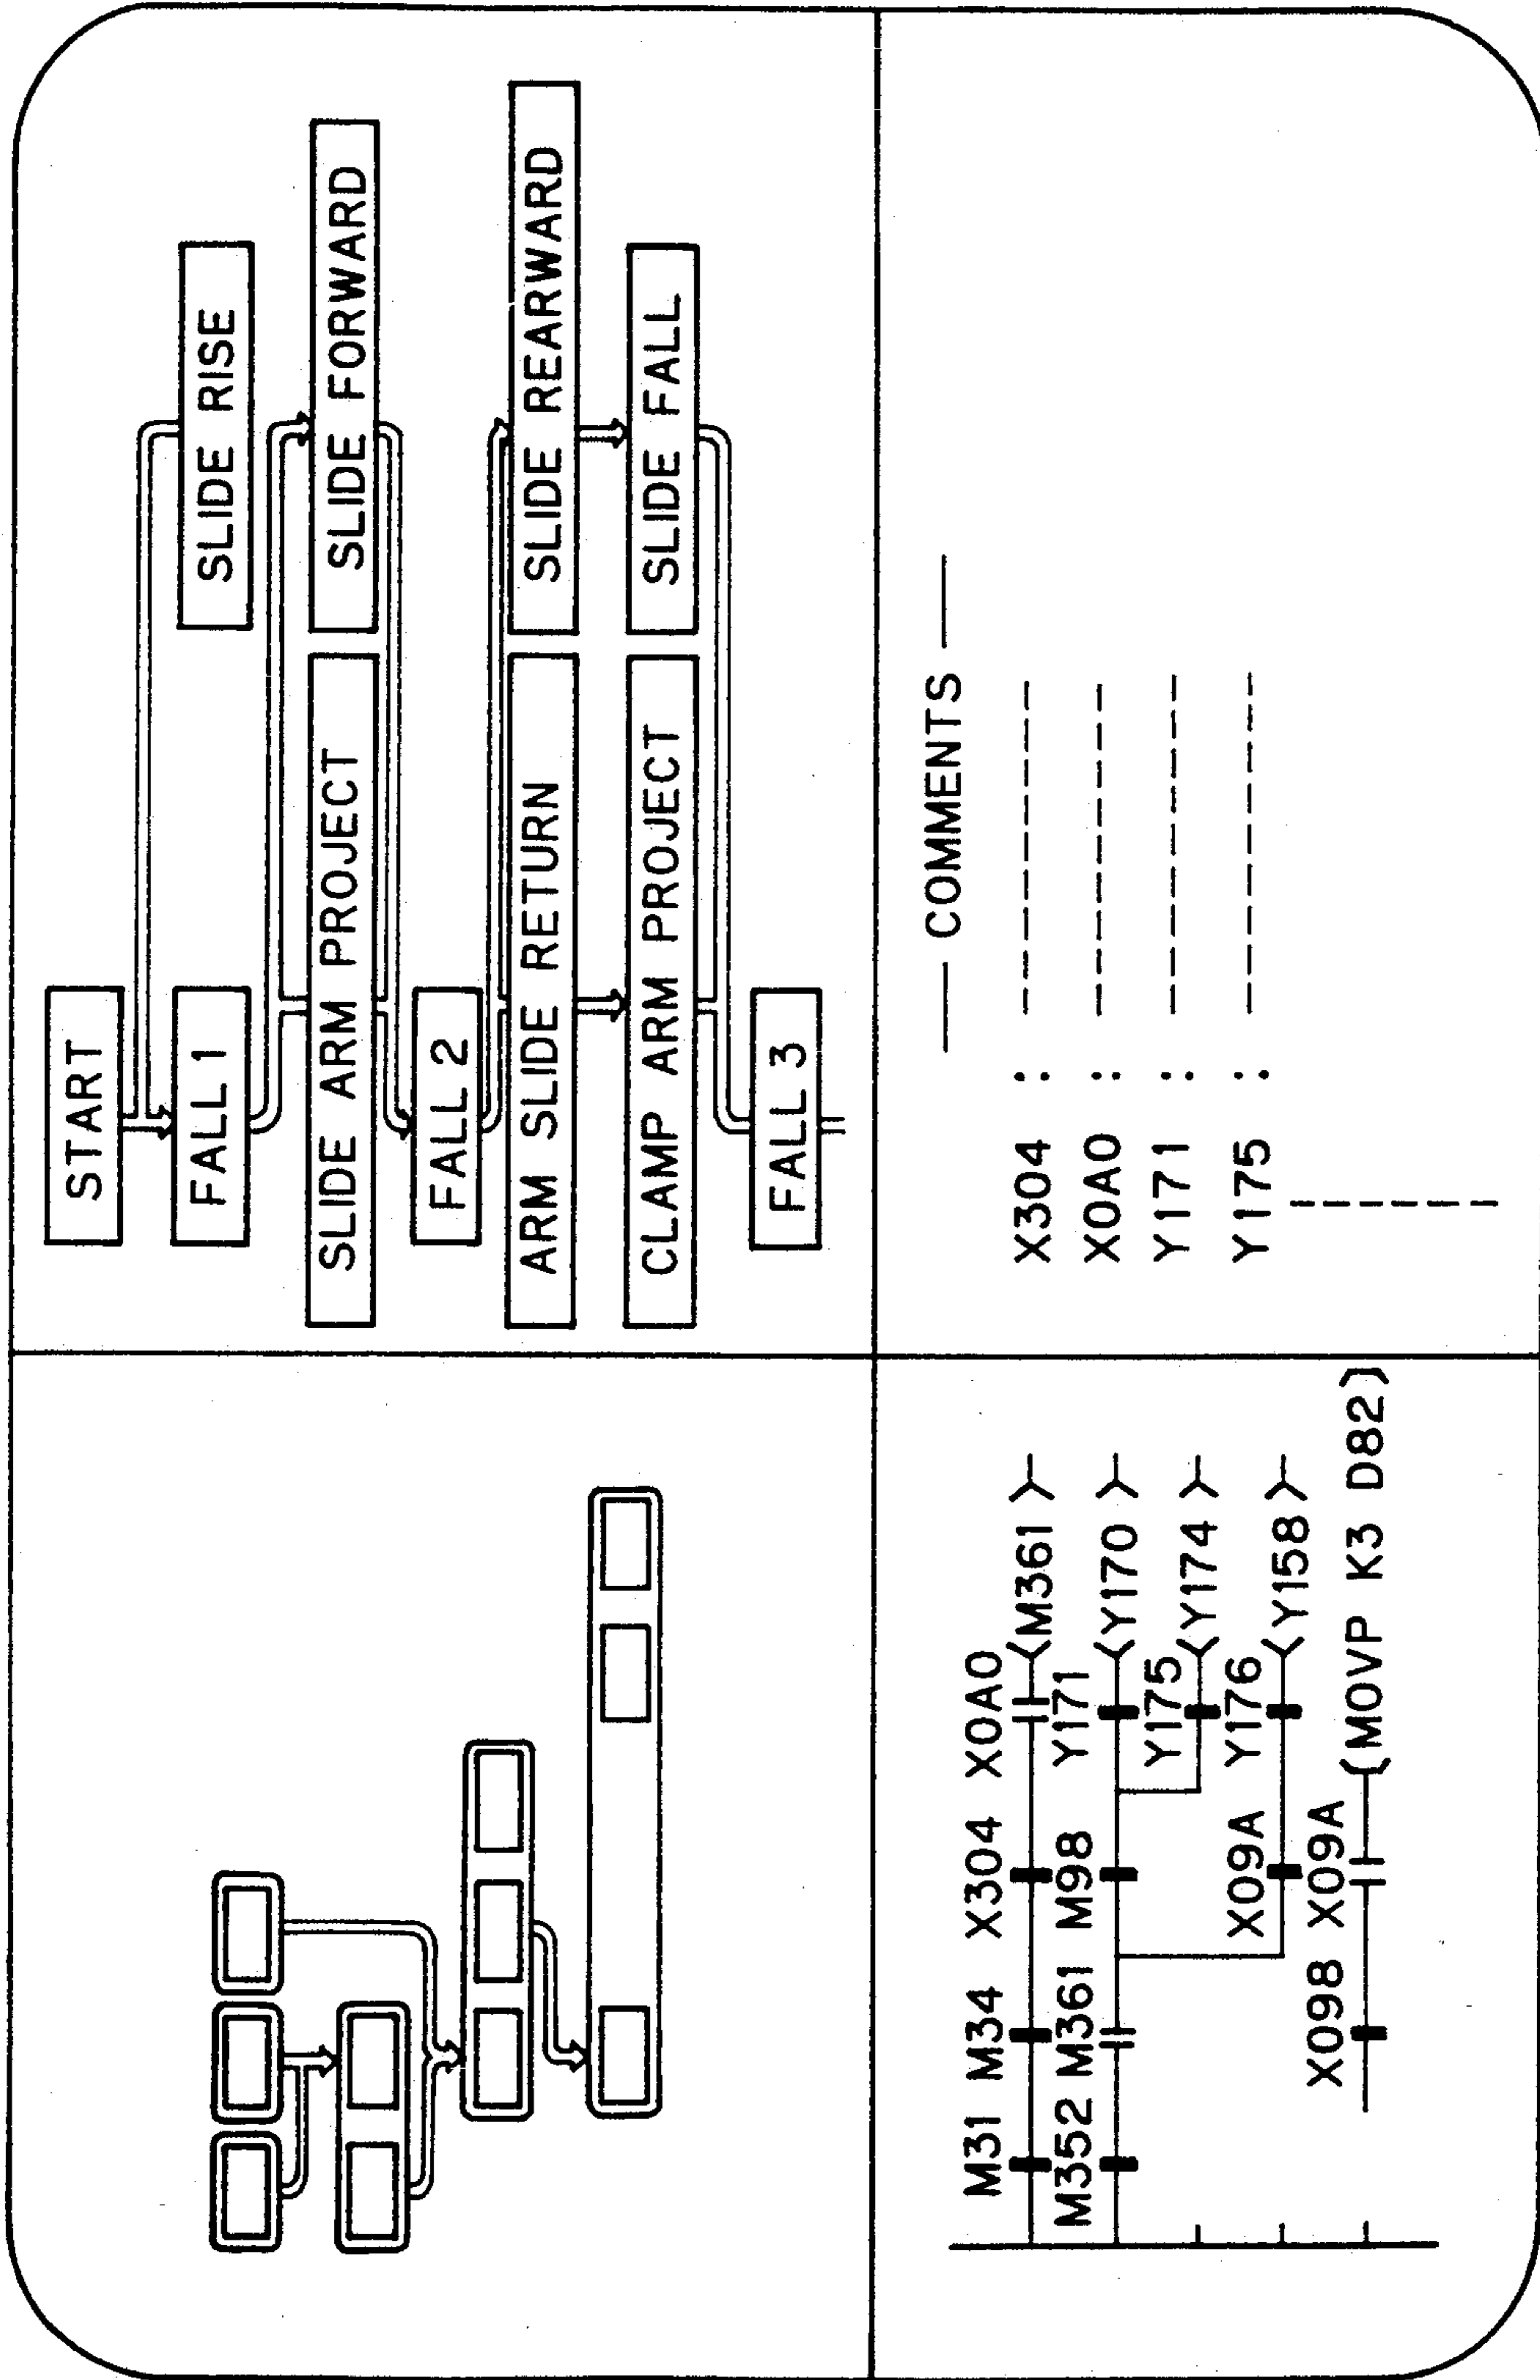 START
FALL 1
SLIDE RISE
SLIDE ARM PROJECT
SLIDE FORWARD
FALL 2
ARM SLIDE RETURN
SLIDE REARWARD
CLAMP ARM PROJECT
SLIDE FALL
FALL 3
M31 M34 X304 X0A0
(M361)
M352 M361 M98 Y171
(Y170)
Y175
(Y174)
X09A Y176
(Y158)
X098 X09A
(MOVP K3 D82)
COMMENTS
X304 :
X0A0 :
Y171 :
Y175 :